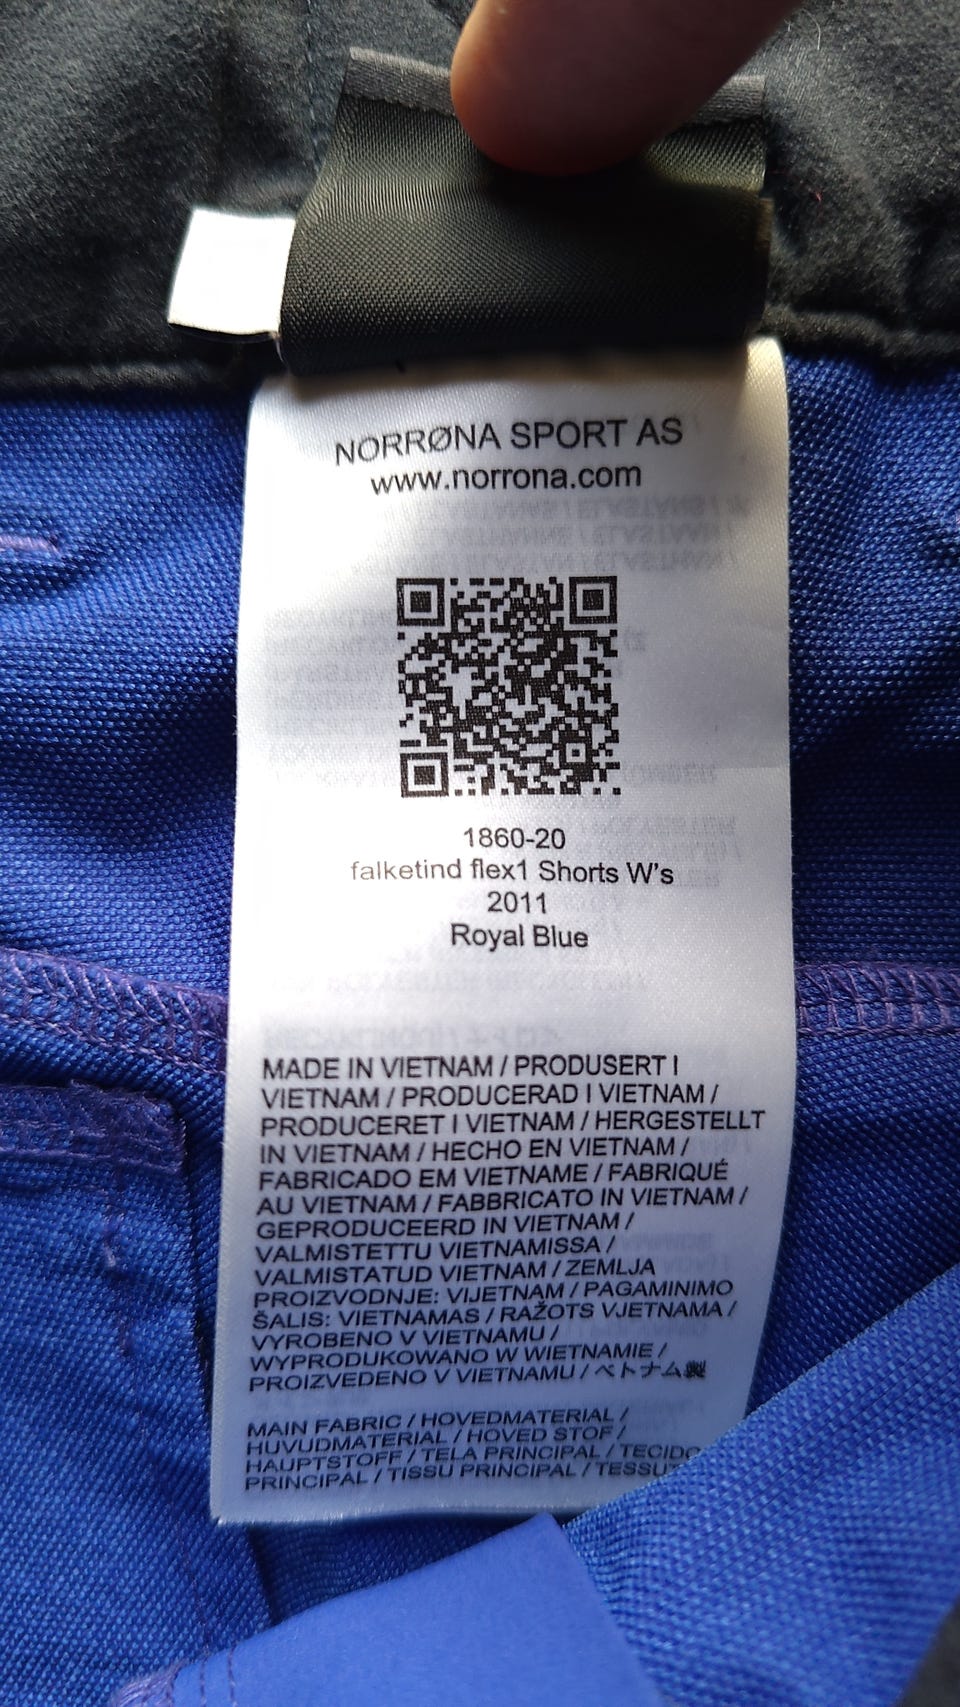 NORRØNA SPORT AS
www.norrona.com
1860-20
falketind flex1 Shorts W's
2011
Royal Blue
MADE IN VIETNAM / PRODUSERT I
VIETNAM / PRODUCERAD I VIETNAM /
PRODUCERET I VIETNAM / HERGESTELLT
IN VIETNAM / HECHO EN VIETNAM /
FABRICADO EM VIETNAME / FABRIQUÉ
AU VIETNAM / FABBRICATO IN VIETNAM /
GEPRODUCEERD IN VIETNAM /
VALMISTETTU VIETNAMISSA /
VALMISTATUD VIETNAM / ZEMLJA
PROIZVODNJE: VIJETNAM / PAGAMINIMO
ŠALIS: VIETNAMAS / RAŽOTS VJETNAMA /
VYROBENO V VIETNAMU /
WYPRODUKOWANO W WIETNAMIE /
PROIZVEDENO V VIETNAMU / ベトナム製
MAIN FABRIC / HOVEDMATERIAL /
HUVUDMATERIAL / HOVED STOF /
HAUPTSTOFF / TELA PRINCIPAL / TECIDO
PRINCIPAL / TISSU PRINCIPAL / TESSUT